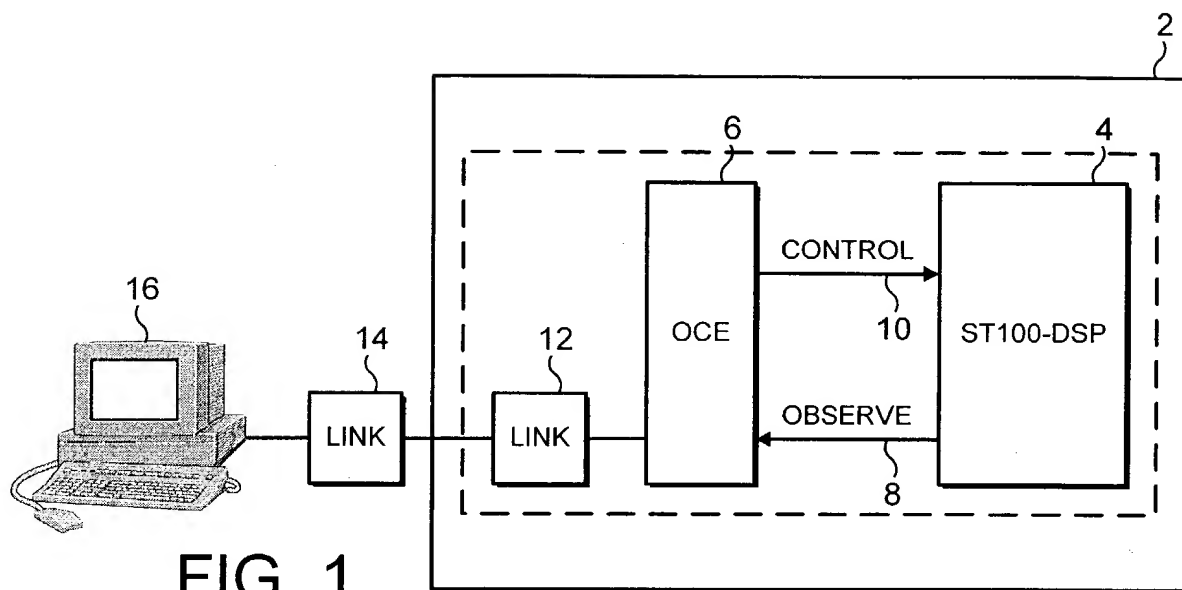 2
6
4
CONTROL
16
10
OCE
ST100-DSP
14
12
LINK
LINK
OBSERVE
8
FIG. 1